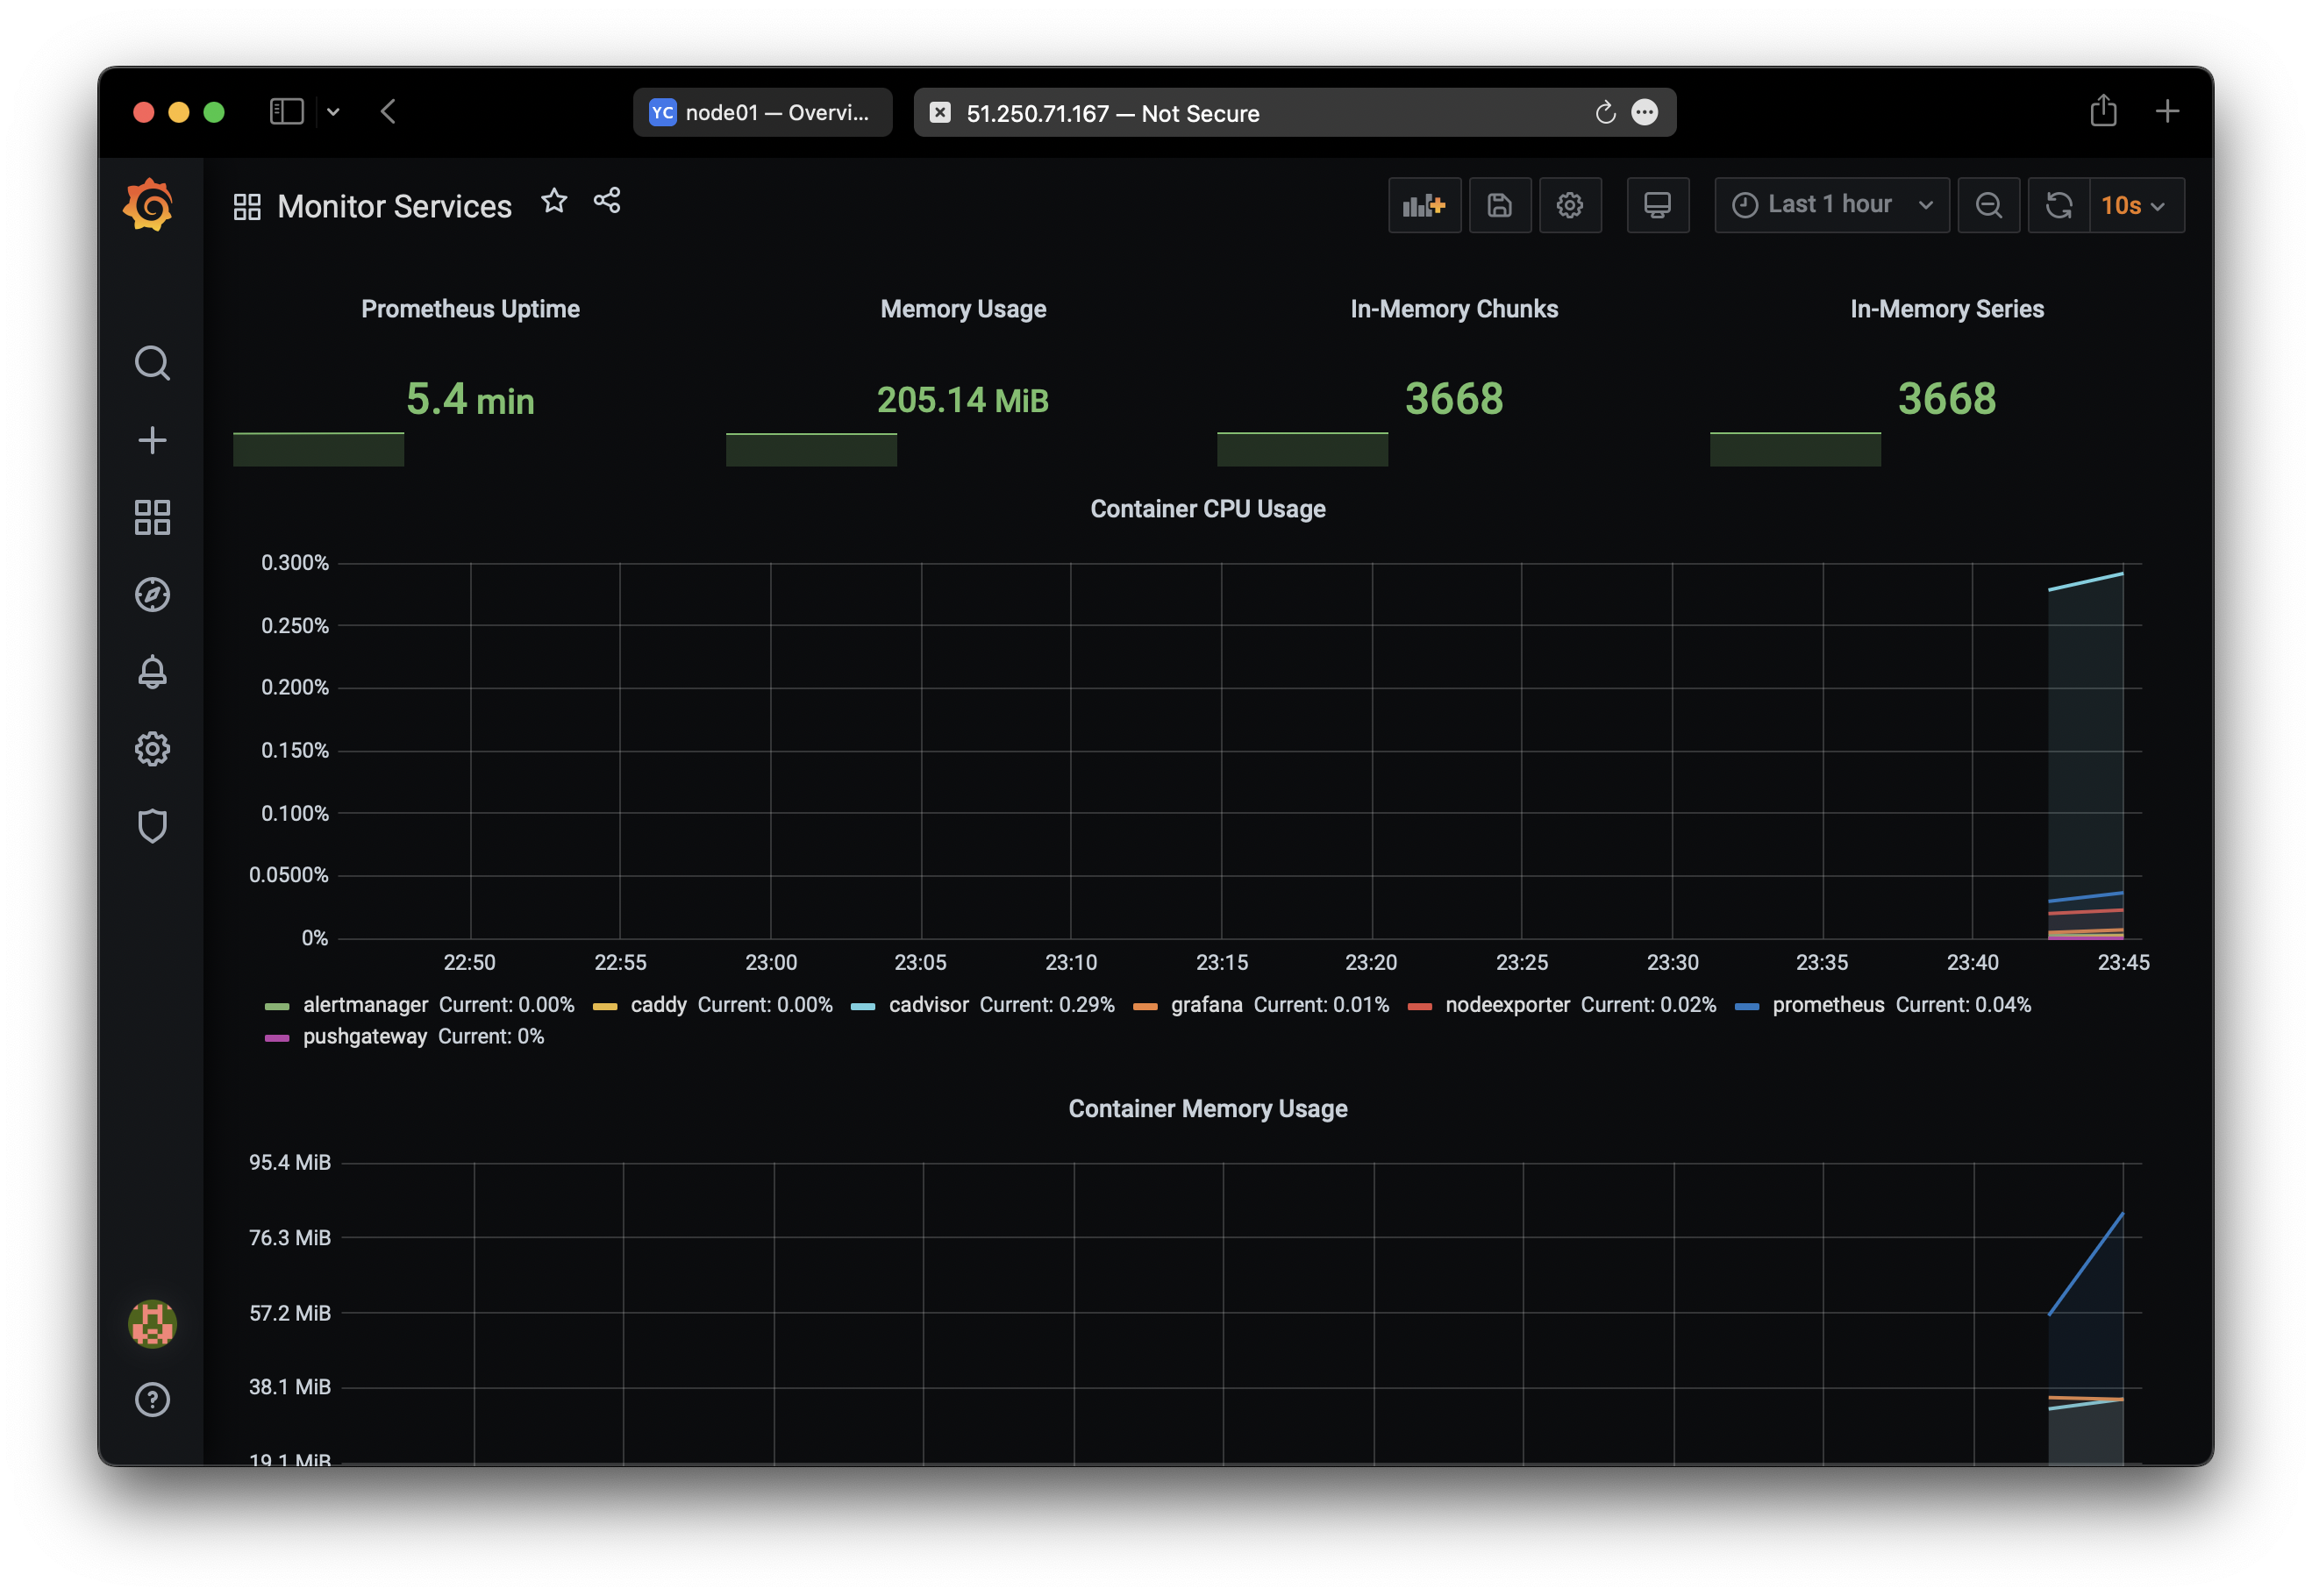 YC node01 — Overvi...
51.250.71.167 — Not Secure
Monitor Services
Last 1 hour
10s
Prometheus Uptime
Memory Usage
In-Memory Chunks
In-Memory Series
5.4 min
205.14 MiB
3668
3668
Container CPU Usage
0.300%
0.250%
0.200%
0.150%
0.100%
0.0500%
0%
22:50 22:55 23:00 23:05 23:10 23:15 23:20 23:25 23:30 23:35 23:40 23:45
alertmanager Current: 0.00% caddy Current: 0.00% cadvisor Current: 0.29% grafana Current: 0.01% nodeexporter Current: 0.02% prometheus Current: 0.04%
pushgateway Current: 0%
Container Memory Usage
95.4 MiB
76.3 MiB
57.2 MiB
38.1 MiB
19.1 MiB